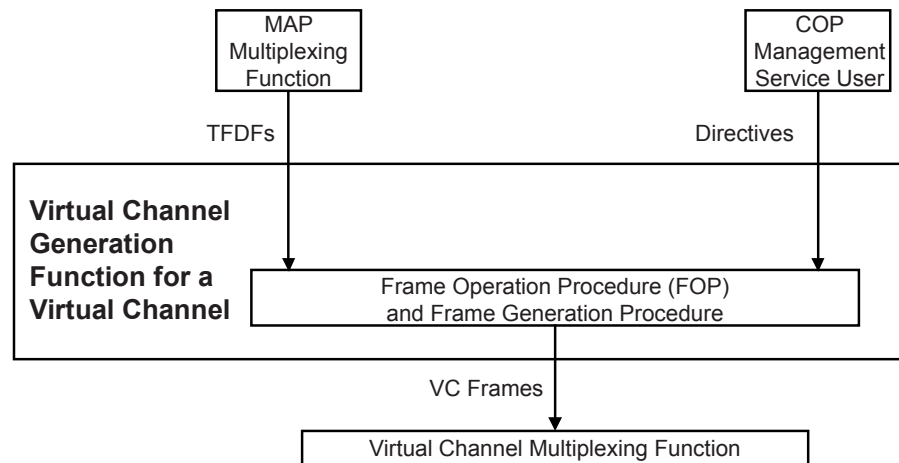 MAP
Multiplexing
Function
COP
Management
Service User
TFDFs
Directives
Virtual Channel
Generation
Function for a
Virtual Channel
Frame Operation Procedure (FOP)
and Frame Generation Procedure
VC Frames
Virtual Channel Multiplexing Function